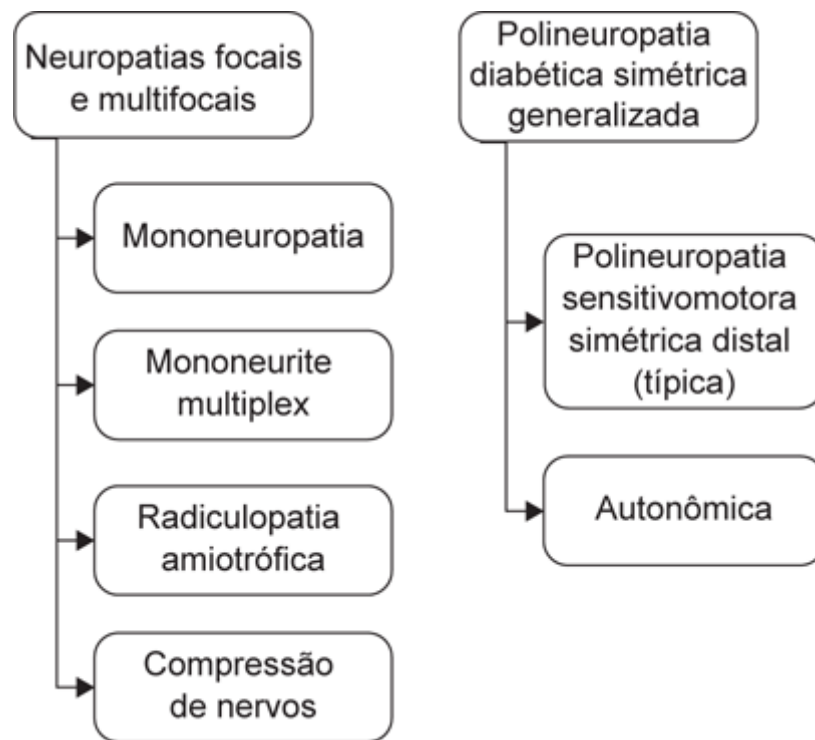 Neuropatias focais
e multifocais
Mononeuropatia
Mononeurite
multiplex
Radiculopatia
amiotrófica
Compressão
de nervos
Polineuropatia
diabética simétrica
generalizada
Polineuropatia
sensitivomotora
simétrica distal
(típica)
Autonômica